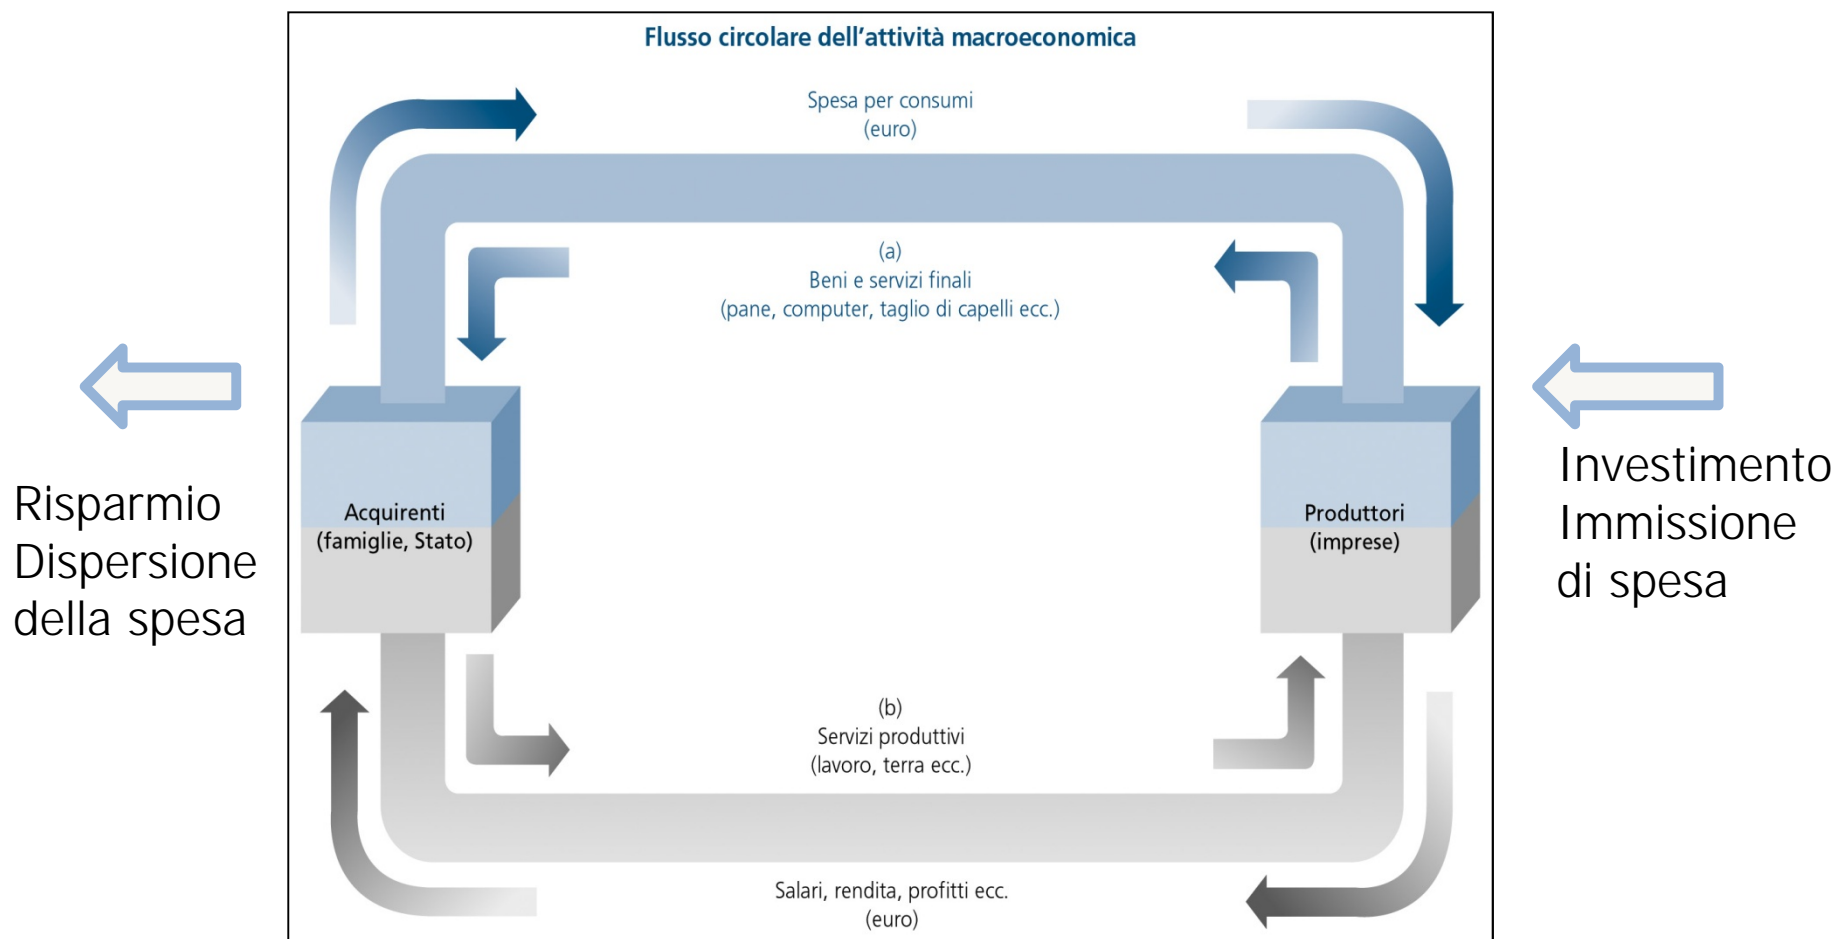 Flusso circolare dell'attività macroeconomica
Spesa per consumi
(euro)
(a)
Beni e servizi finali
(pane, computer, taglio di capelli ecc.)
Risparmio
Dispersione
della spesa
Acquirenti
(famiglie, Stato)
Produttori
(imprese)
Investimento
Immissione
di spesa
(b)
Servizi produttivi
(lavoro, terra ecc.)
Salari, rendita, profitti ecc.
(euro)